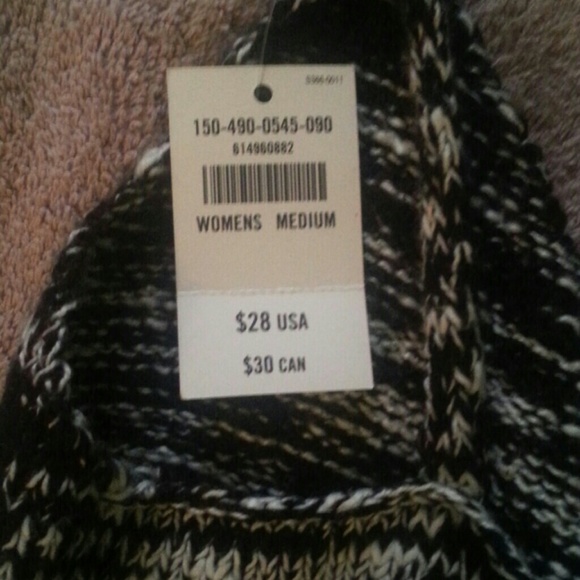 150-490-0545-090
614960882
WOMENS MEDIUM
$28 USA
$30 CAN